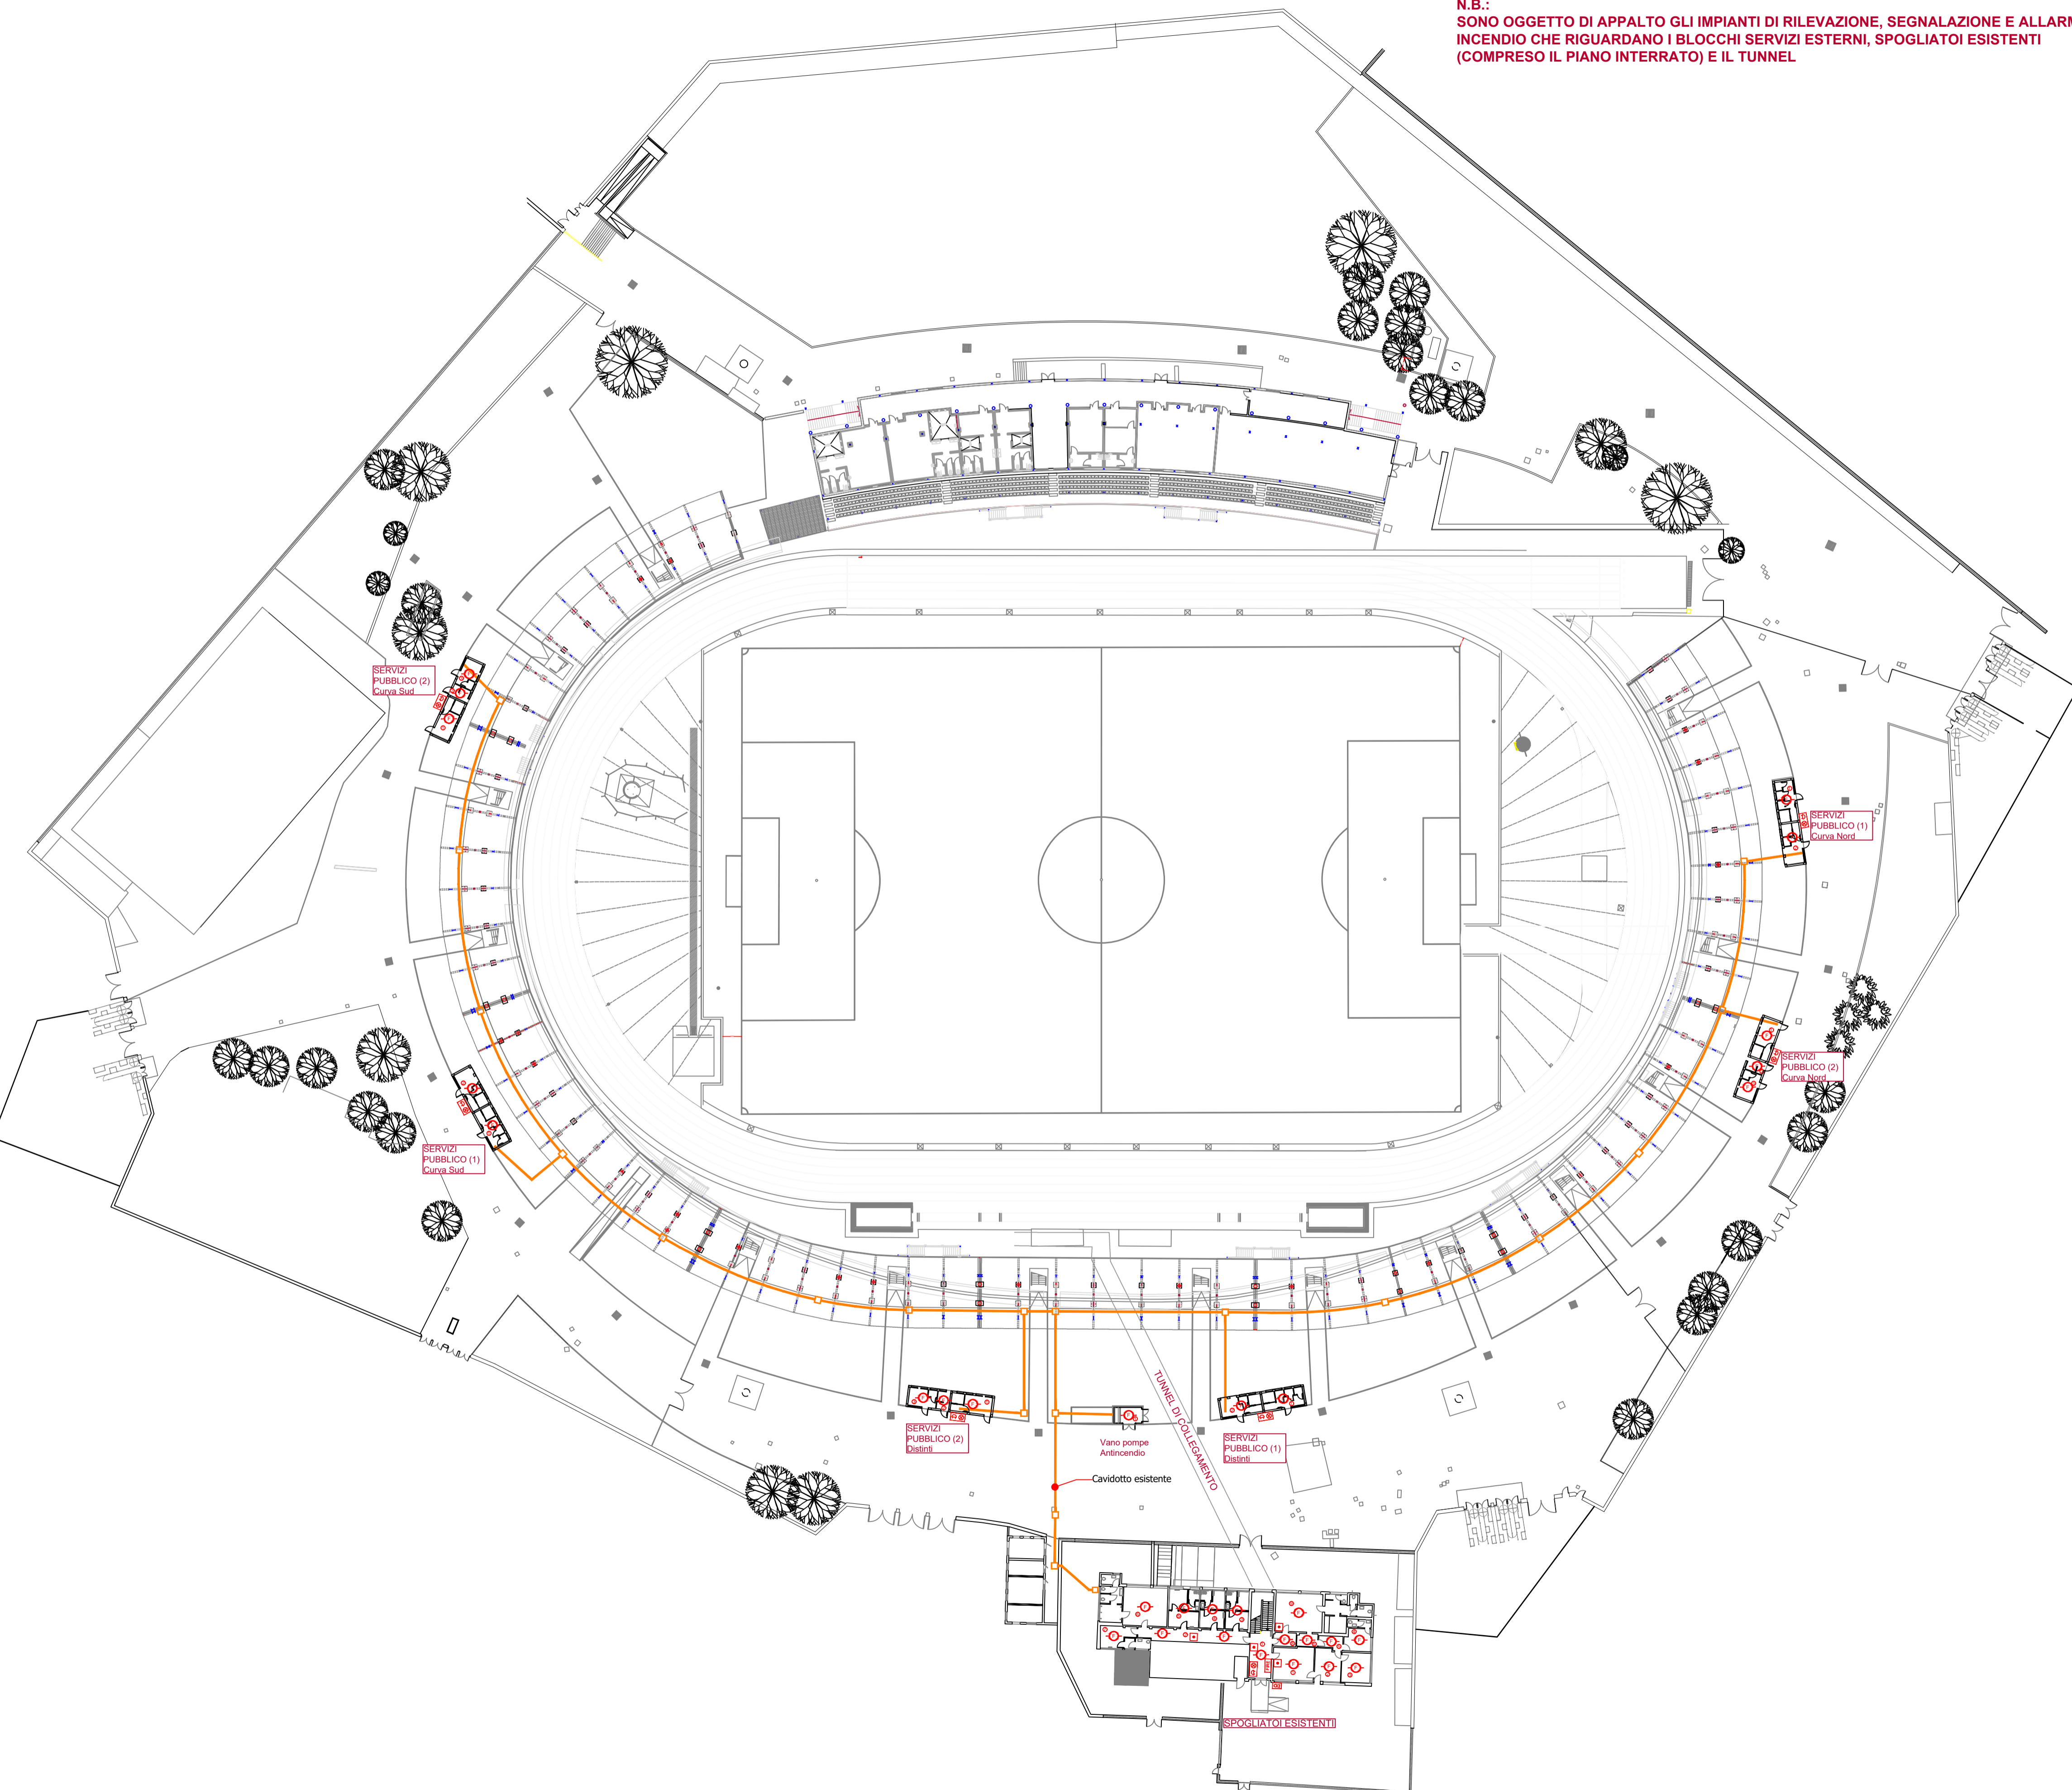 N.B.:
SONO OGGETTO DI APPALTO GLI IMPIANTI DI RILEVAZIONE, SEGNALAZIONE E ALLARM
INCENDIO CHE RIGUARDANO I BLOCCHI SERVIZI ESTERNI, SPOGLIATOI ESISTENTI
(COMPRESO IL PIANO INTERRATO) E IL TUNNEL
SERVIZI
PUBBLICO (2)
Curva Sud
SERVIZI
PUBBLICO (1)
Curva Nord
SERVIZI
PUBBLICO (2)
Curva Nord
SERVIZI
PUBBLICO (1)
Curva Sud
TUNNEL DI COLLEGAMENTO
SERVIZI
PUBBLICO (2)
Distinti
Vano pompe
Antincendio
SERVIZI
PUBBLICO (1)
Distinti
Cavidotto esistente
SPOGLIATOI ESISTENTI